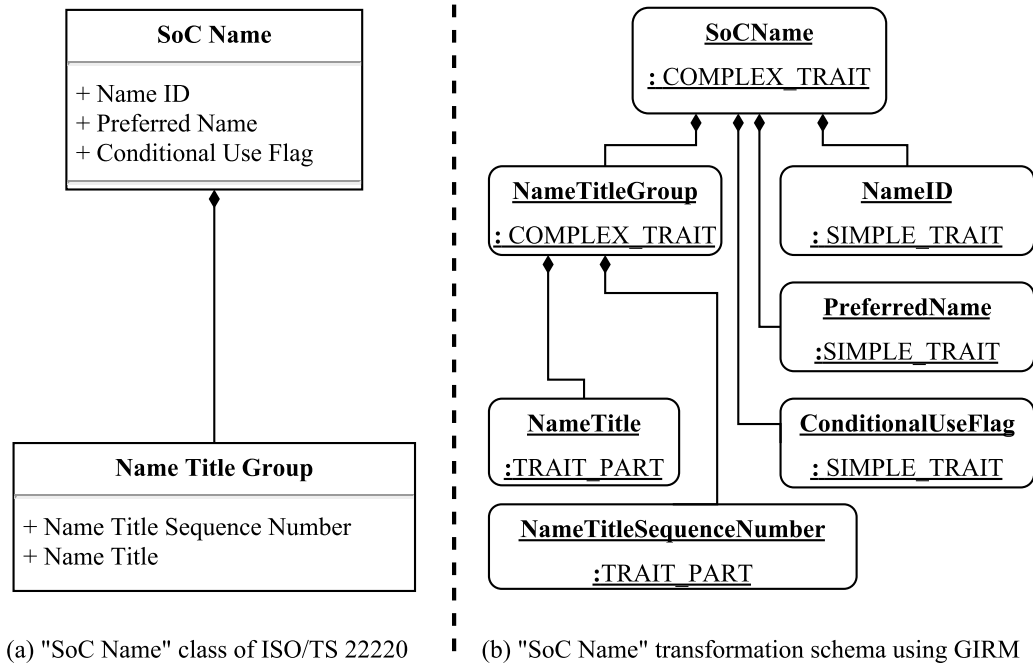 SoC Name
+ Name ID
+ Preferred Name
+ Conditional Use Flag
Name Title Group
+ Name Title Sequence Number
+ Name Title
(a) "SoC Name" class of ISO/TS 22220
SoCName
: COMPLEX_TRAIT
NameTitleGroup
: COMPLEX_TRAIT
NameID
: SIMPLE_TRAIT
PreferredName
:SIMPLE_TRAIT
NameTitle
:TRAIT_PART
ConditionalUseFlag
: SIMPLE_TRAIT
NameTitleSequenceNumber
:TRAIT_PART
(b) "SoC Name" transformation schema using GIRM